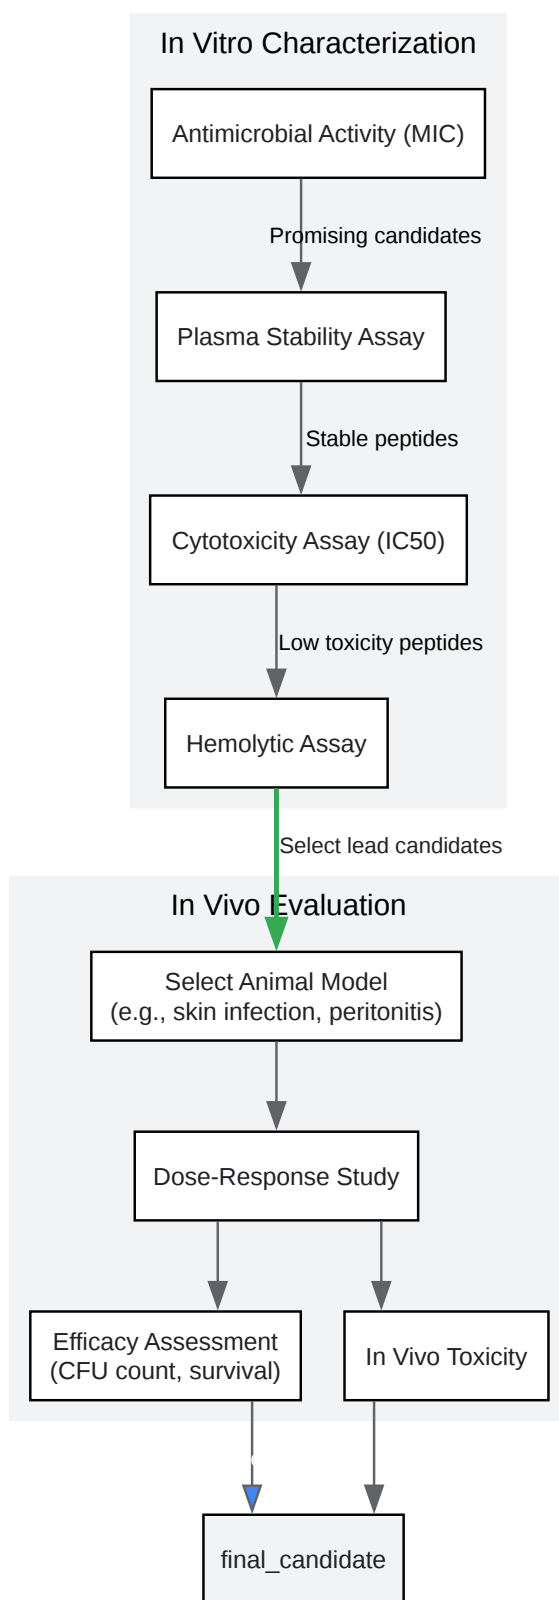 In Vitro Characterization
Antimicrobial Activity (MIC)
Promising candidates
Plasma Stability Assay
Stable peptides
Cytotoxicity Assay (IC50)
Low toxicity peptides
Hemolytic Assay
Select lead candidates
In Vivo Evaluation
Select Animal Model
(e.g., skin infection, peritonitis)
Dose-Response Study
Efficacy Assessment
(CFU count, survival)
In Vivo Toxicity
final_candidate